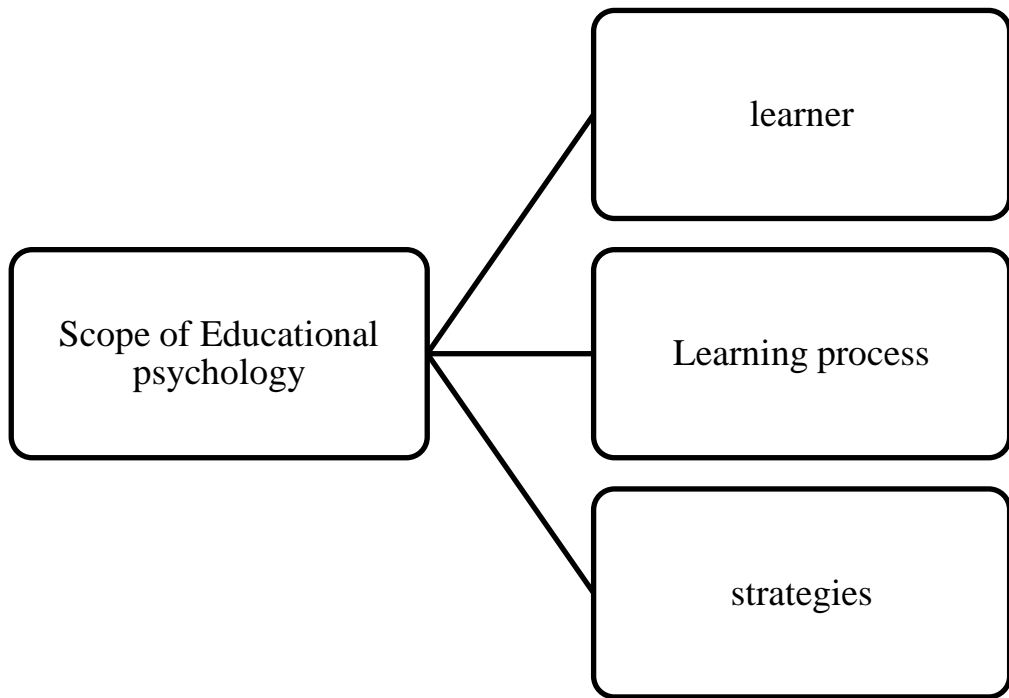 learner
Scope of Educational
psychology
Learning process
strategies